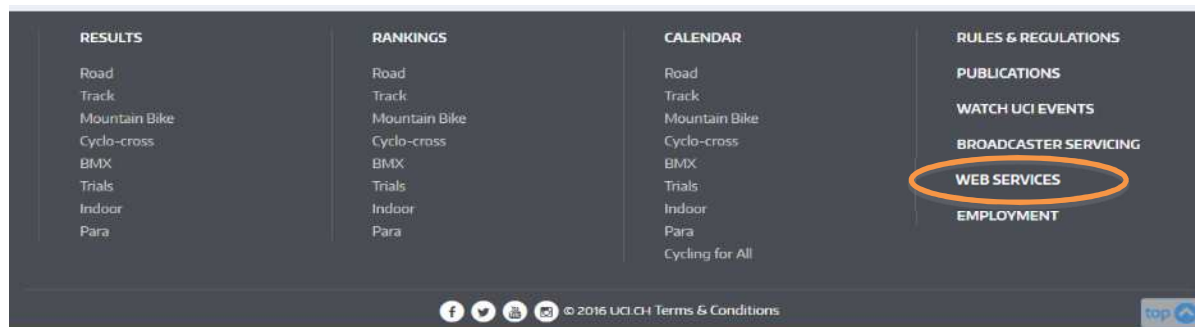 RESULTS
Road
Track
Mountain Bike
Cyclo-cross
BMX
Trials
Indoor
Para
RANKINGS
Road
Track
Mountain Bike
Cyclo-cross
BMX
Trials
Indoor
Para
CALENDAR
Road
Track
Mountain Bike
Cyclo-cross
BMX
Trials
Indoor
Para
Cycling for All
RULES & REGULATIONS
PUBLICATIONS
WATCH UCI EVENTS
BROADCASTER SERVICING
WEB SERVICES
EMPLOYMENT
© 2016 UCI.CH Terms & Conditions
top